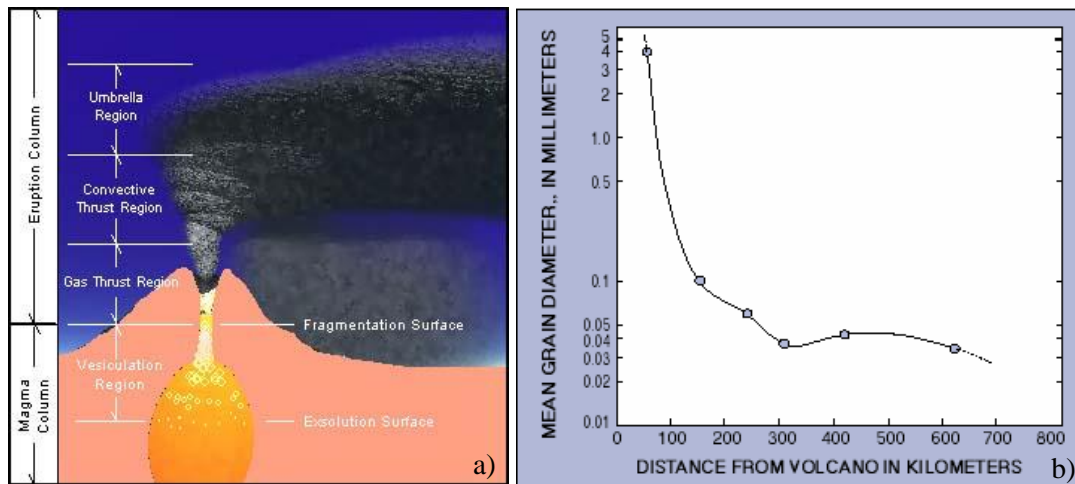 Eruption Column
Magma
Column
Umbrella
Region
Convective
Thrust Region
Gas Thrust Region
Vesiculation
Region
Fragmentation Surface
Exsolution Surface
a)
MEAN GRAIN DIAMETER,, IN MILLIMETERS
5
4
3
2
1.0
0.5
0.1
0.05
0.04
0.03
0.02
0.01
0 100 200 300 400 500 600 700 800
DISTANCE FROM VOLCANO IN KILOMETERS
b)